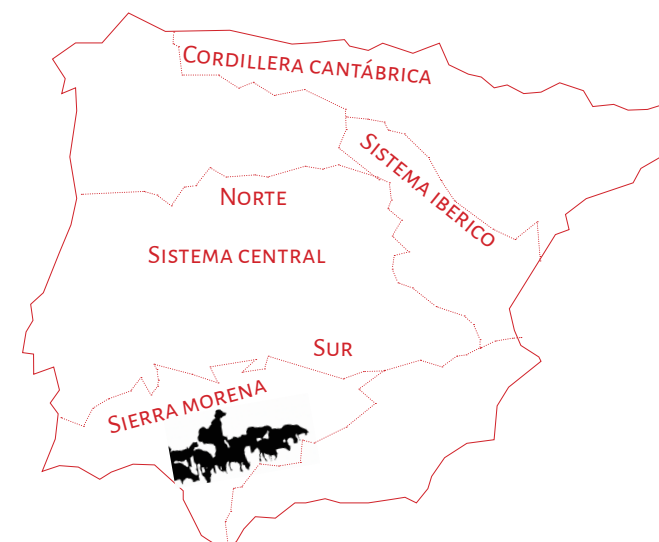 Cordillera cantábrica
Sistema iberico
Norte
Sistema central
Sur
Sierra morena